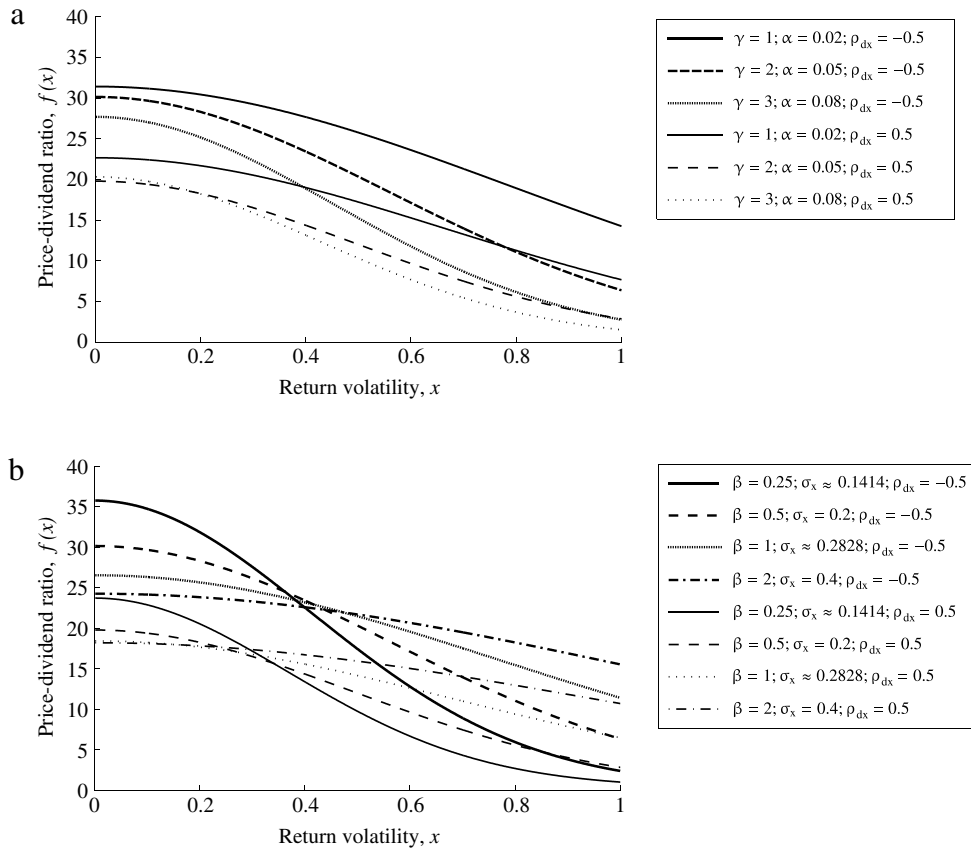 a
40
35
30
25
20
15
10
5
0
Price-dividend ratio, f (x)
0 0.2 0.4 0.6 0.8 1
Return volatility, x
γ = 1; α = 0.02; ρdx = −0.5
γ = 2; α = 0.05; ρdx = −0.5
γ = 3; α = 0.08; ρdx = −0.5
γ = 1; α = 0.02; ρdx = 0.5
γ = 2; α = 0.05; ρdx = 0.5
γ = 3; α = 0.08; ρdx = 0.5
b
40
35
30
25
20
15
10
5
0
Price-dividend ratio, f (x)
0 0.2 0.4 0.6 0.8 1
Return volatility, x
β = 0.25; σx ≈ 0.1414; ρdx = −0.5
β = 0.5; σx = 0.2; ρdx = −0.5
β = 1; σx ≈ 0.2828; ρdx = −0.5
β = 2; σx = 0.4; ρdx = −0.5
β = 0.25; σx ≈ 0.1414; ρdx = 0.5
β = 0.5; σx = 0.2; ρdx = 0.5
β = 1; σx ≈ 0.2828; ρdx = 0.5
β = 2; σx = 0.4; ρdx = 0.5